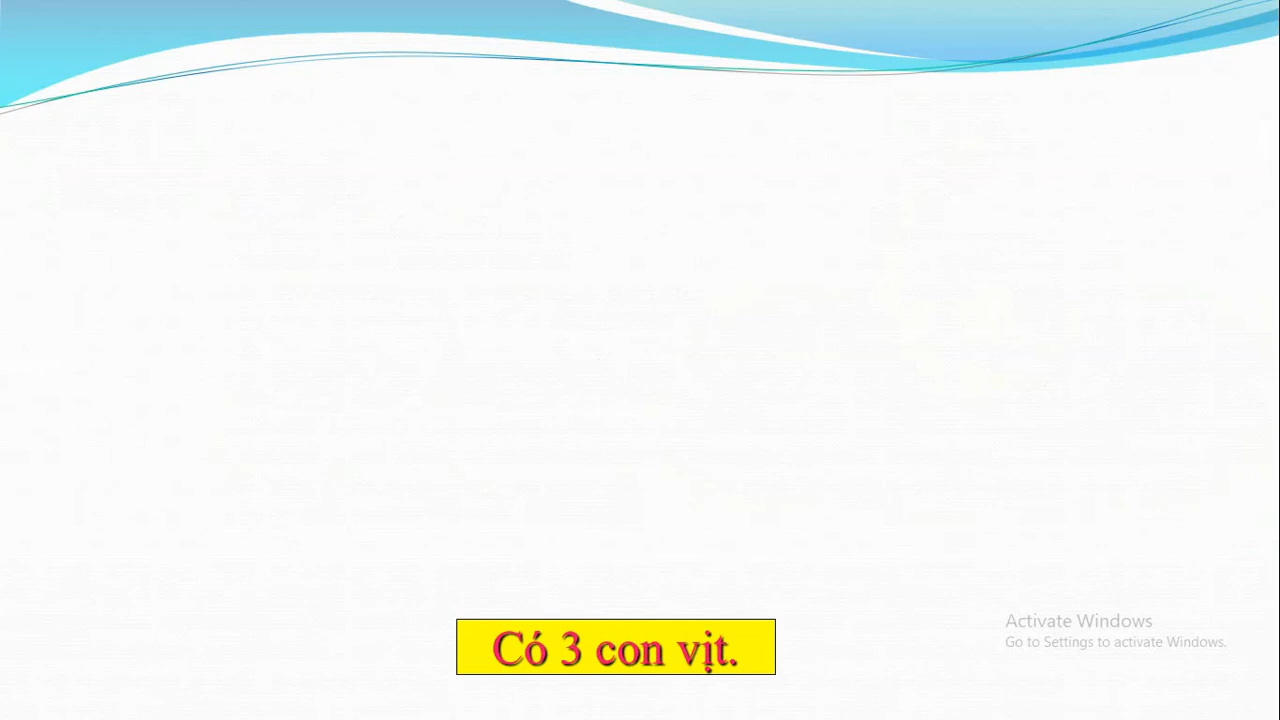 Có 3 con vịt.
Activate Windows
Go to Settings to activate Windows.